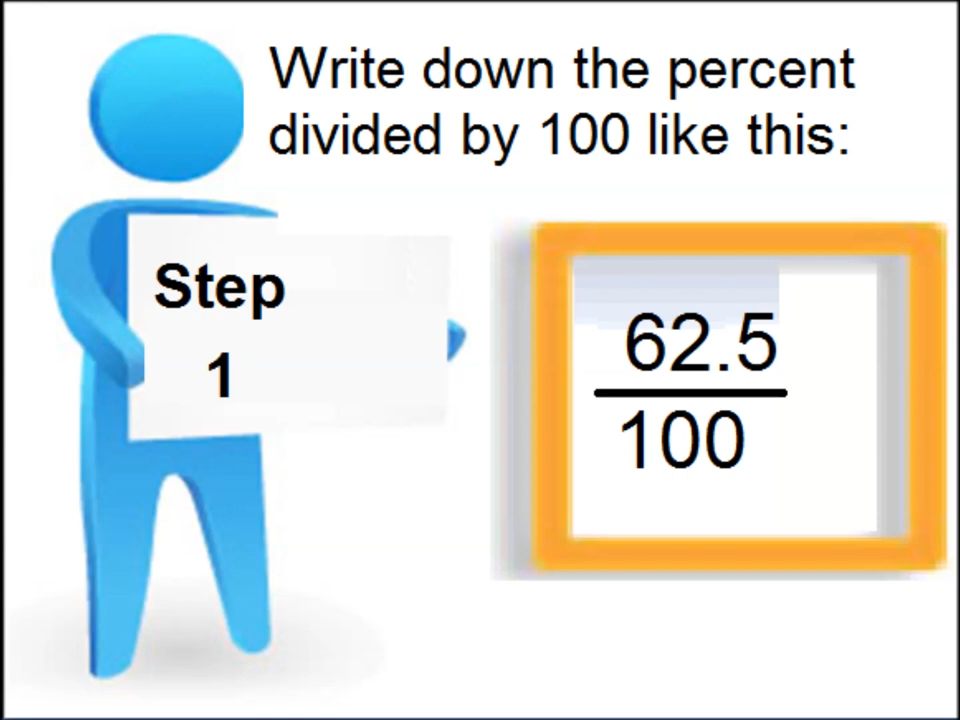 Write down the percent
divided by 100 like this:
Step
1
62.5
100